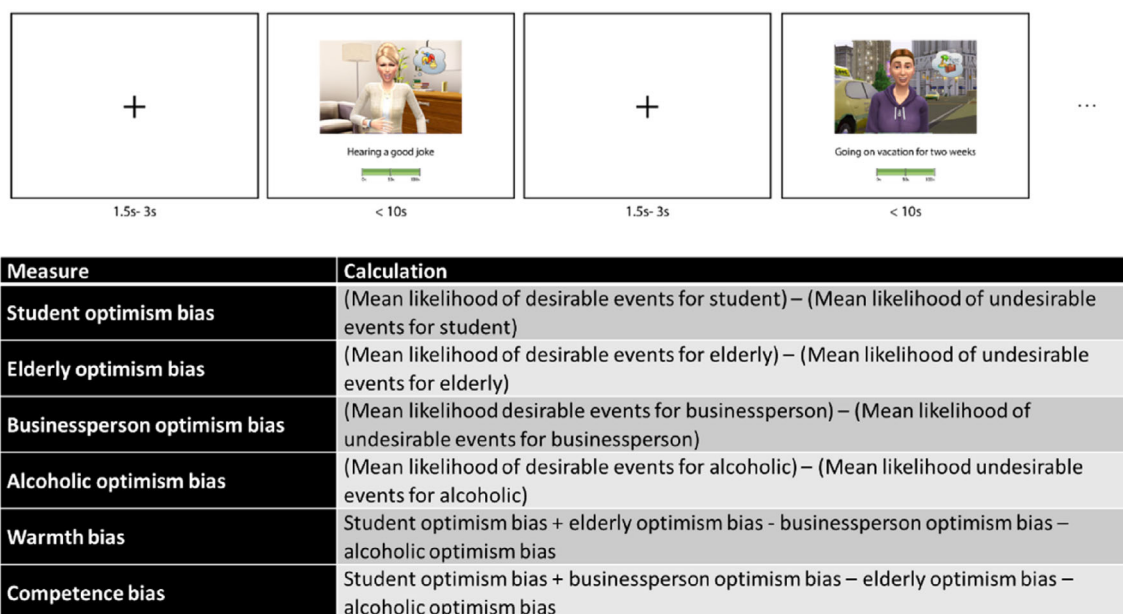 +
Hearing a good joke
+
Going on vacation for two weeks
...
1.5s- 3s
< 10s
1.5s- 3s
< 10s
Measure
Calculation
Student optimism bias
(Mean likelihood of desirable events for student) – (Mean likelihood of undesirable
events for student)
Elderly optimism bias
(Mean likelihood of desirable events for elderly) – (Mean likelihood of undesirable
events for elderly)
Businessperson optimism bias
(Mean likelihood desirable events for businessperson) – (Mean likelihood of
undesirable events for businessperson)
Alcoholic optimism bias
(Mean likelihood of desirable events for alcoholic) – (Mean likelihood undesirable
events for alcoholic)
Warmth bias
Student optimism bias + elderly optimism bias - businessperson optimism bias –
alcoholic optimism bias
Competence bias
Student optimism bias + businessperson optimism bias – elderly optimism bias –
alcoholic optimism bias